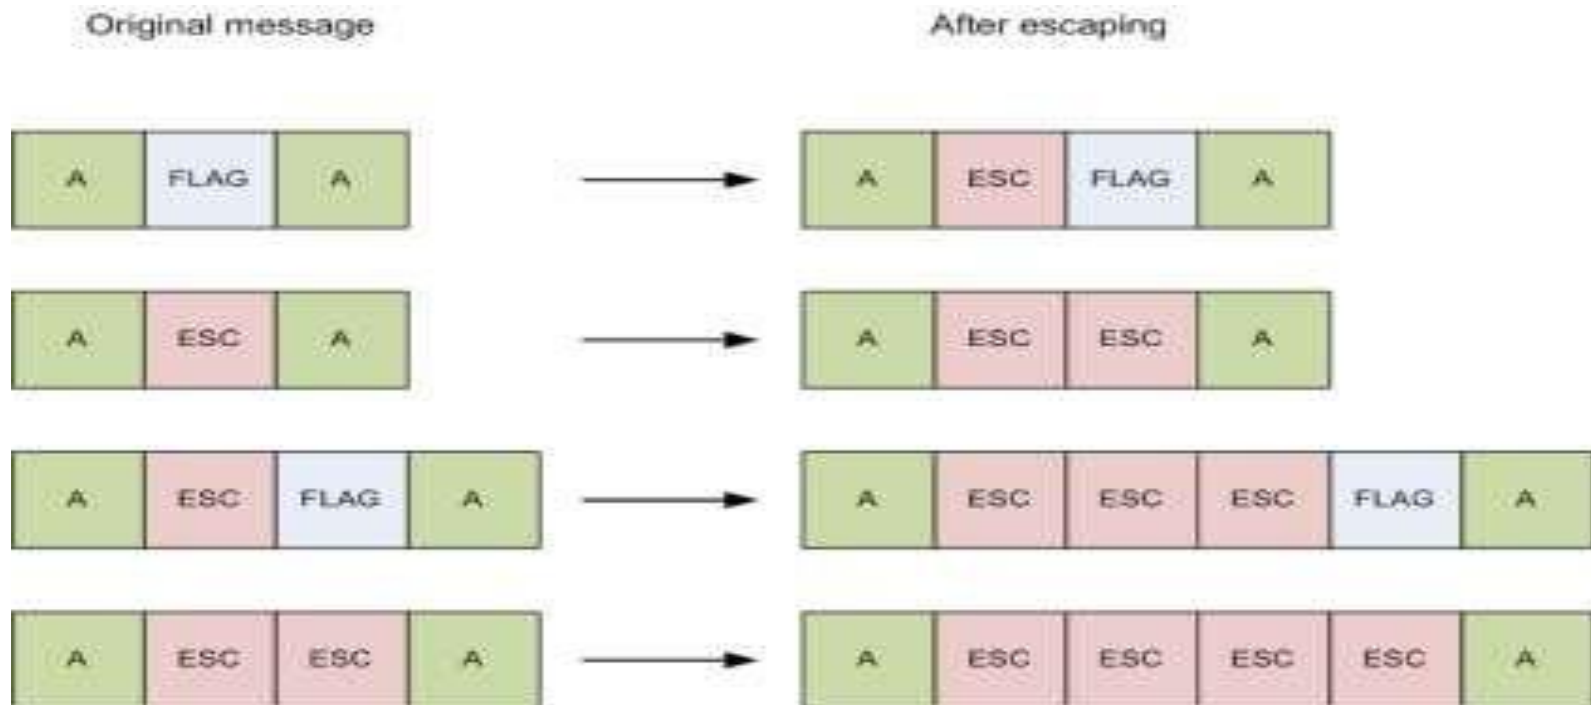 Original message After escaping
A FLAG A A ESC FLAG A
A ESC A A ESC ESC A
A ESC FLAG A A ESC ESC ESC FLAG A
A ESC ESC A A ESC ESC ESC ESC A